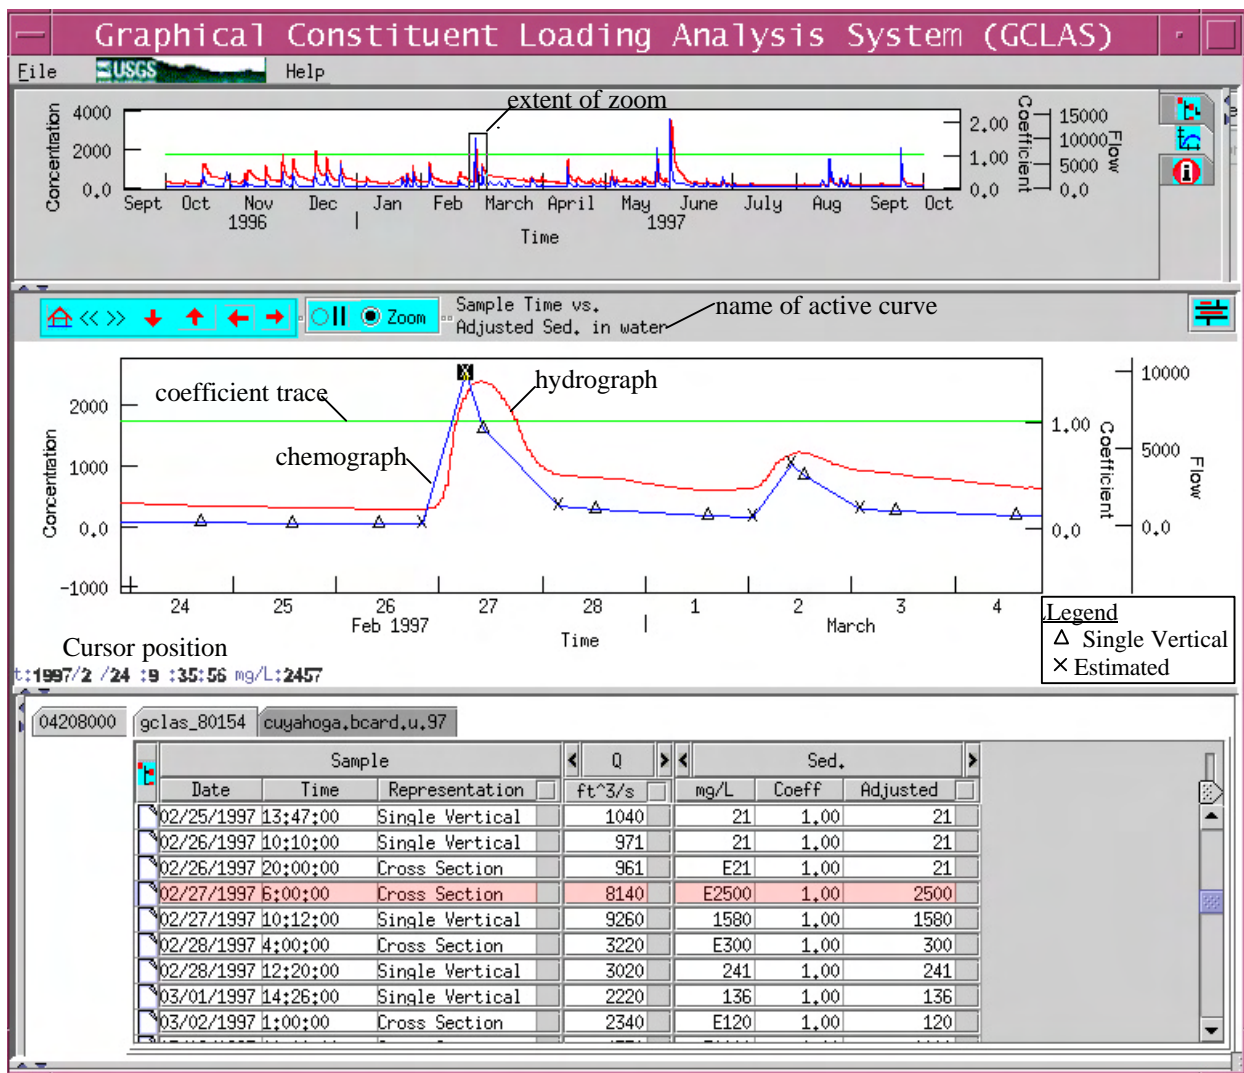 Graphical Constituent Loading Analysis System (GCLAS)
File USGS Help
extent of zoom
Concentration
4000
2000
0.0
2.00
1.00
0.0
Coefficient
15000
10000
5000
0.0
Flow
Sept Oct Nov Dec Jan Feb March April May June July Aug Sept Oct
1996 | 1997
Time
<< >> Zoom
Sample Time vs.
Adjusted Sed. in water
name of active curve
coefficient trace
hydrograph
chemograph
Concentration
2000
1000
0.0
-1000
1.00
0.0
Coefficient
10000
5000
0.0
Flow
24 25 26 27 28 1 2 3 4
Feb 1997 | March
Time
Legend
△ Single Vertical
× Estimated
Cursor position
t:1997/2 /24 :9 :35:56 mg/L:2457
04208000 gclas_80154 cuyahoga.bcard.u.97
Sample < Q > < Sed. >
Date Time Representation ft^3/s mg/L Coeff Adjusted
02/25/1997 13:47:00 Single Vertical 1040 21 1.00 21
02/26/1997 10:10:00 Single Vertical 971 21 1.00 21
02/26/1997 20:00:00 Cross Section 961 E21 1.00 21
02/27/1997 6:00:00 Cross Section 8140 E2500 1.00 2500
02/27/1997 10:12:00 Single Vertical 9260 1580 1.00 1580
02/28/1997 4:00:00 Cross Section 3220 E300 1.00 300
02/28/1997 12:20:00 Single Vertical 3020 241 1.00 241
03/01/1997 14:26:00 Single Vertical 2220 136 1.00 136
03/02/1997 1:00:00 Cross Section 2340 E120 1.00 120